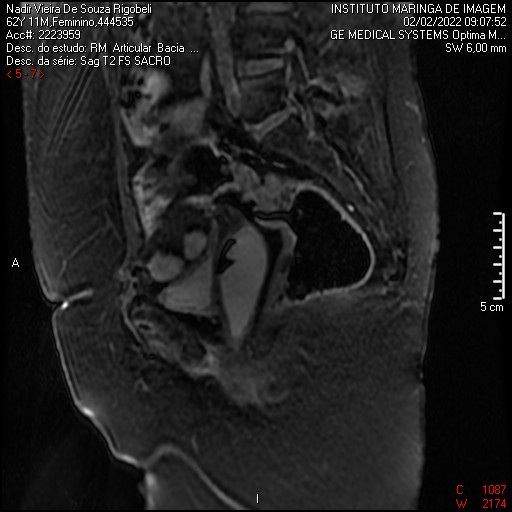 Nadir Vieira De Souza Rigobeli
62Y 11M,Feminino,444535
Acc#: 2223959
Desc. do estudo: RM Articular Bacia ...
Desc. da série: Sag T2 FS SACRO
< 5 - 7 >
INSTITUTO MARINGA DE IMAGEM
02/02/2022 09:07:52
GE MEDICAL SYSTEMS Optima M...
SW 6,00 mm
A
5 cm
I
C 1087
W 2174